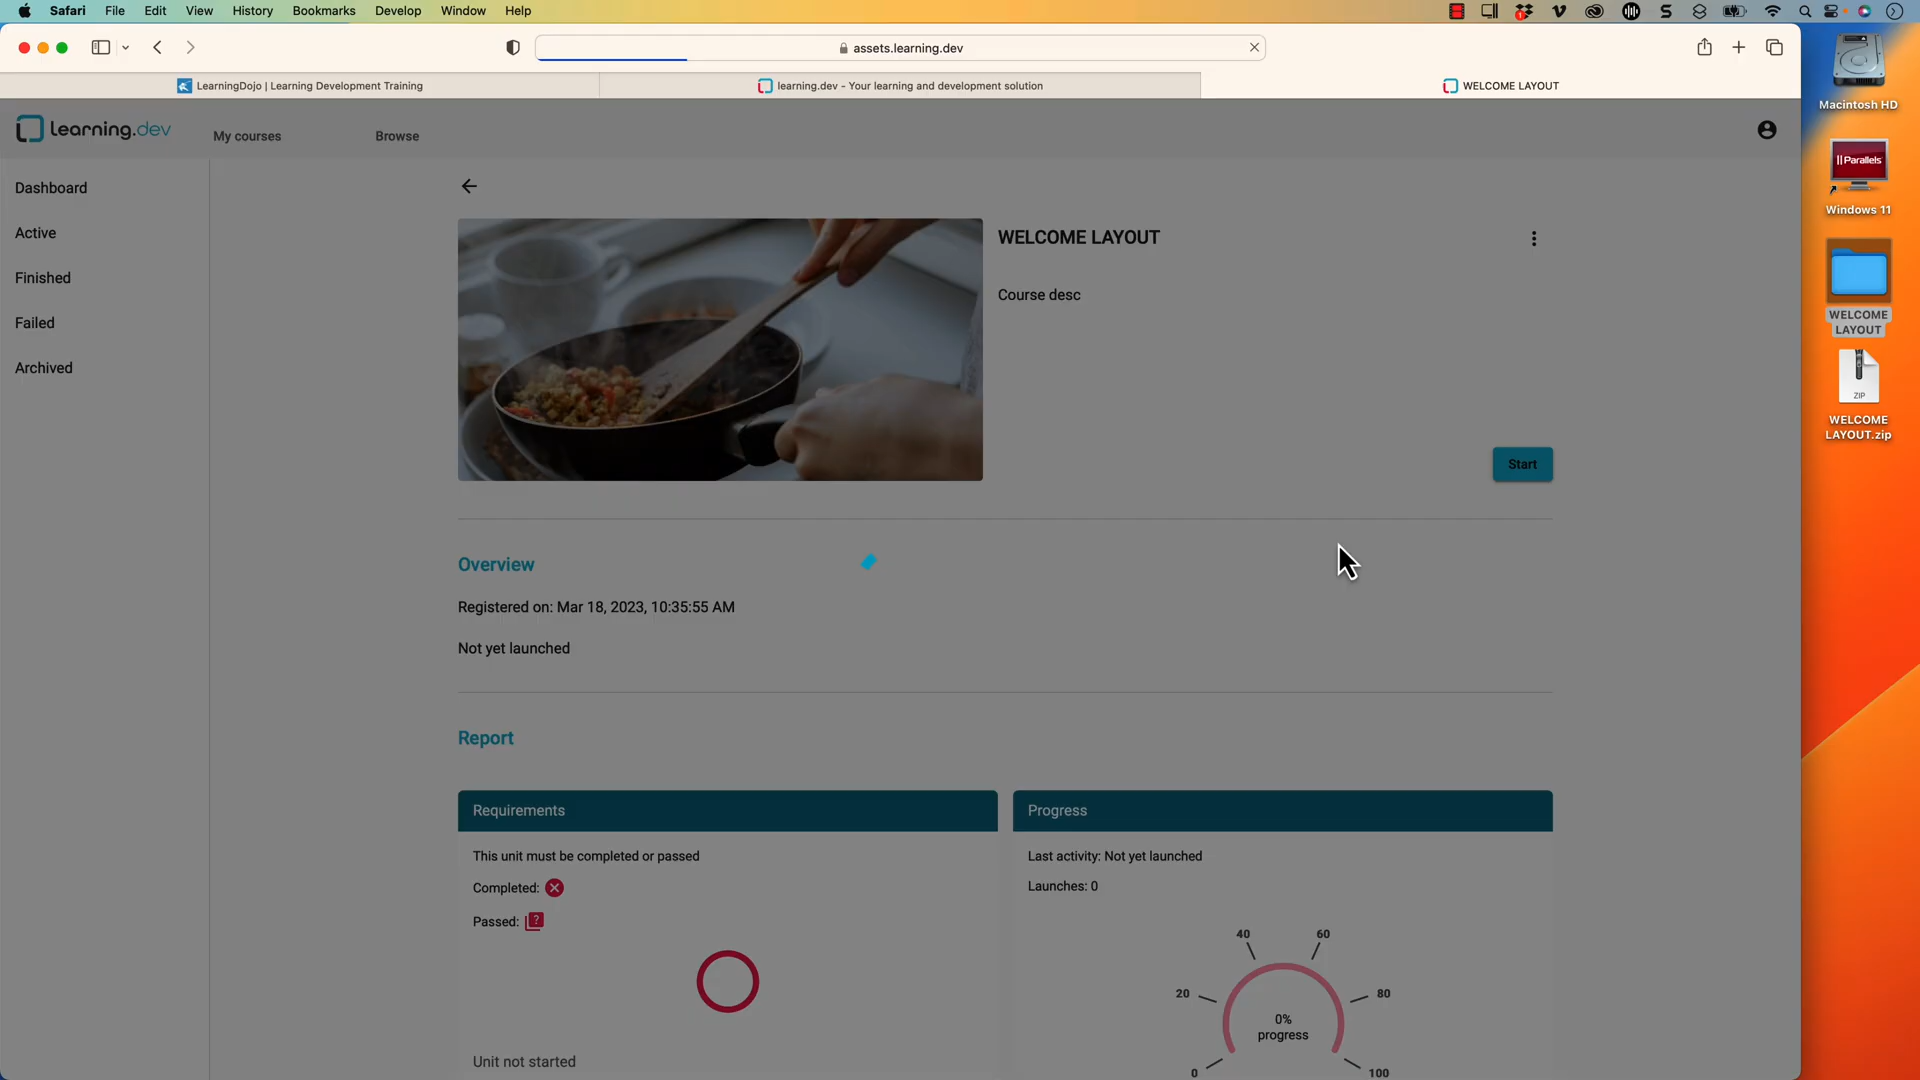 Safari File Edit View History Bookmarks Develop Window Help
assets.learning.dev
LearningDojo | Learning Development Training
learning.dev - Your learning and development solution
WELCOME LAYOUT
learning.dev
My courses
Browse
Dashboard
Active
Finished
Failed
Archived
WELCOME LAYOUT
Course desc
Start
Overview
Registered on: Mar 18, 2023, 10:35:55 AM
Not yet launched
Report
Requirements
This unit must be completed or passed
Completed:
Passed:
?
Unit not started
Progress
Last activity: Not yet launched
Launches: 0
40
60
20
80
0%
progress
0
100
Macintosh HD
Parallels
Windows 11
WELCOME
LAYOUT
ZIP
WELCOME
LAYOUT.zip